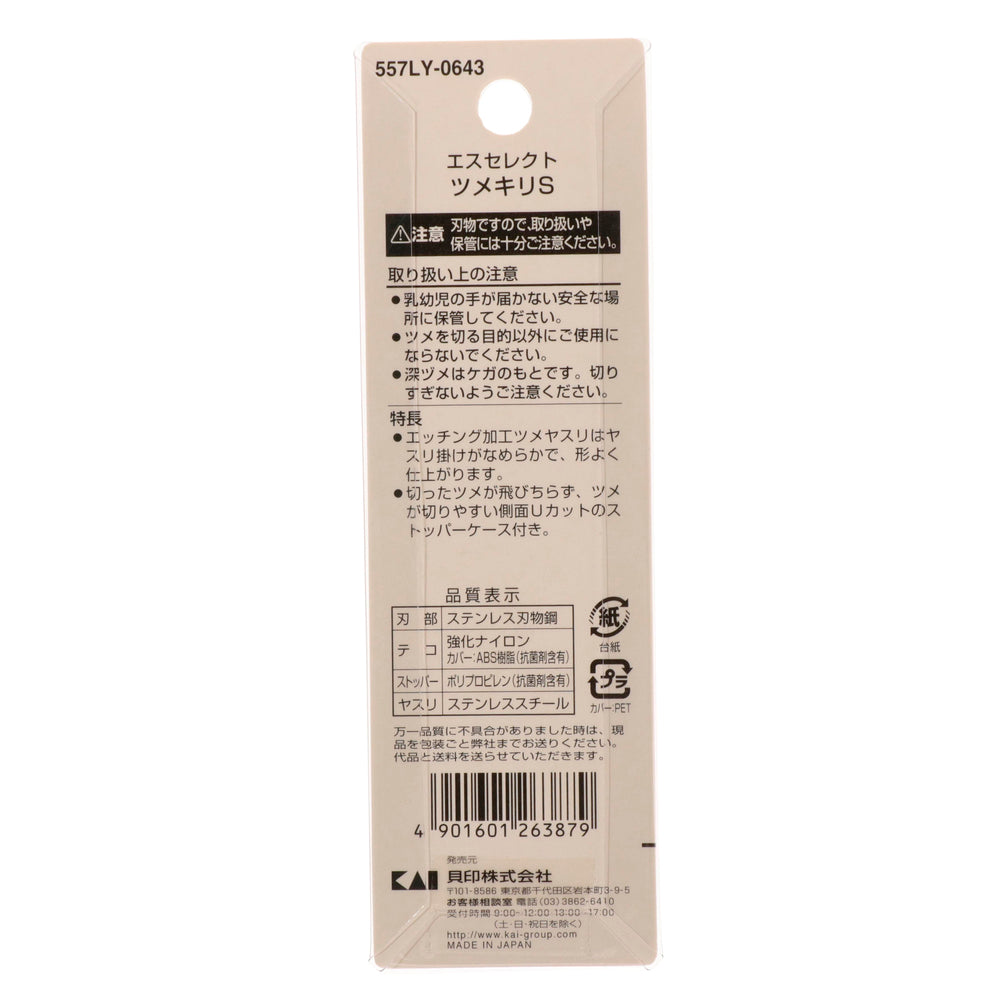 557LY-0643
エスセレクト
ツメキリS
⚠注意 刃物ですので、取り扱いや
保管には十分ご注意ください。
取り扱い上の注意
●乳幼児の手が届かない安全な場
所に保管してください。
●ツメを切る目的以外にご使用に
ならないでください。
●深ヅメはケガのもとです。切り
すぎないようご注意ください。
特長
●エッチング加工ツメヤスリはヤ
スリ掛けがなめらかで、形よく
仕上がります。
●切ったツメが飛びちらず、ツメ
が切りやすい側面Uカットのス
トッパーケース付き。
品質表示
刃部 ステンレス刃物鋼
テコ 強化ナイロン
カバー:ABS樹脂(抗菌剤含有)
ストッパー ポリプロピレン(抗菌剤含有)
ヤスリ ステンレススチール
紙
台紙
プラ
カバー:PET
万一品質に不具合がありました時は、現
品を包装ごと弊社までお送りください。
代品と送料を送らせていただきます。
4 901601 263879
発売元
KAI 貝印株式会社
〒101-8586 東京都千代田区岩本町3-9-5
お客様相談室 電話(03)3862-6410
受付時間 9:00-12:00 13:00-17:00
(土・日・祝日を除く)
http://www.kai-group.com/
MADE IN JAPAN